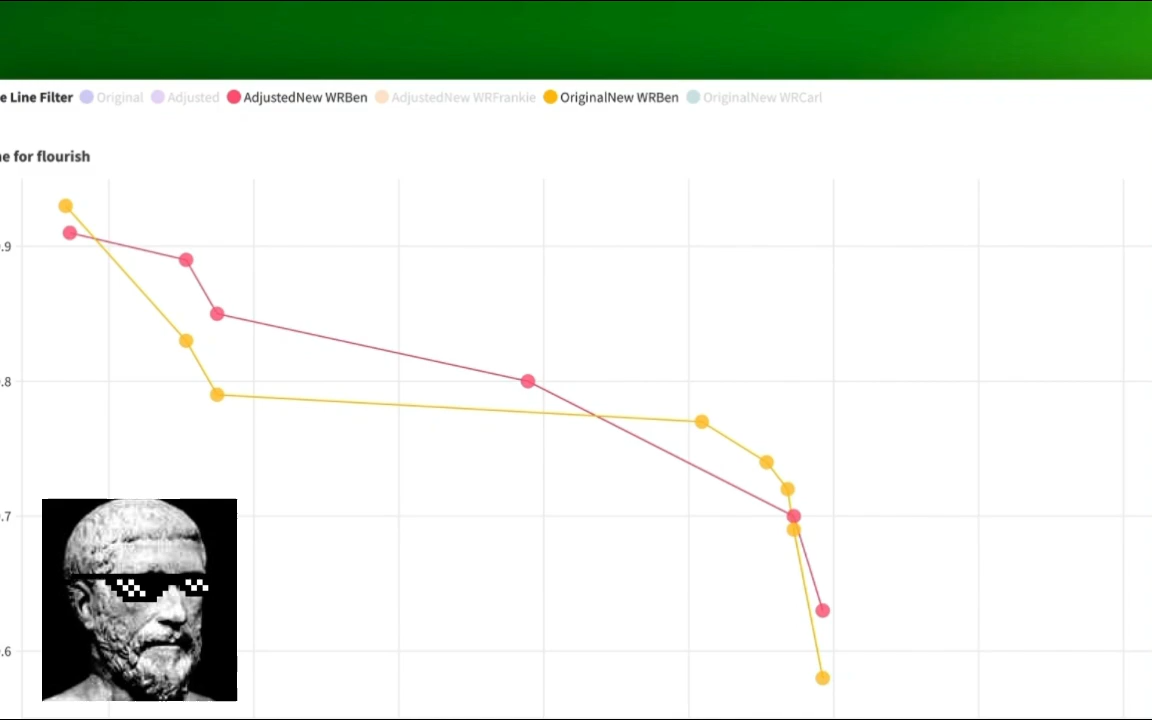 e Line Filter Original Adjusted AdjustedNew WRBen AdjustedNew WRFrankie OriginalNew WRBen OriginalNew WRCarl
e for flourish
.9
.8
.7
.6